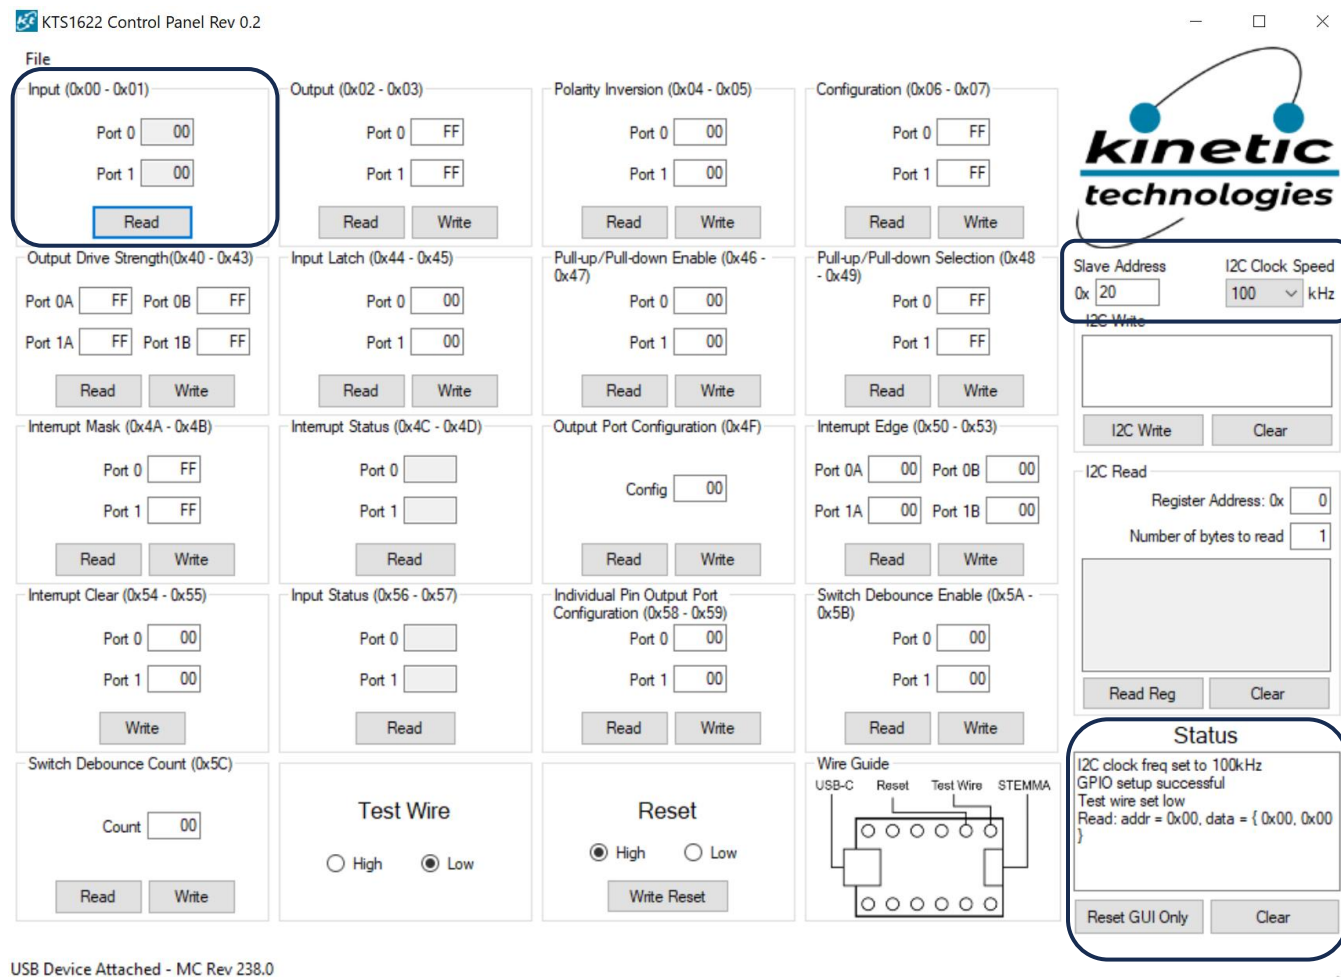 KTS1622 Control Panel Rev 0.2
File
Input (0x00 - 0x01)
Port 0 00
Port 1 00
Read
Output (0x02 - 0x03)
Port 0 FF
Port 1 FF
Read Write
Polarity Inversion (0x04 - 0x05)
Port 0 00
Port 1 00
Read Write
Configuration (0x06 - 0x07)
Port 0 FF
Port 1 FF
Read Write
kinetic
technologies
Output Drive Strength(0x40 - 0x43)
Port 0A FF Port 0B FF
Port 1A FF Port 1B FF
Read Write
Input Latch (0x44 - 0x45)
Port 0 00
Port 1 00
Read Write
Pull-up/Pull-down Enable (0x46 -
0x47)
Port 0 00
Port 1 00
Read Write
Pull-up/Pull-down Selection (0x48
- 0x49)
Port 0 FF
Port 1 FF
Read Write
Slave Address I2C Clock Speed
0x 20 100 kHz
I2C Write
I2C Write Clear
Interrupt Mask (0x4A - 0x4B)
Port 0 FF
Port 1 FF
Read Write
Interrupt Status (0x4C - 0x4D)
Port 0
Port 1
Read
Output Port Configuration (0x4F)
Config 00
Read Write
Interrupt Edge (0x50 - 0x53)
Port 0A 00 Port 0B 00
Port 1A 00 Port 1B 00
Read Write
I2C Read
Register Address: 0x 0
Number of bytes to read 1
Read Reg Clear
Interrupt Clear (0x54 - 0x55)
Port 0 00
Port 1 00
Write
Input Status (0x56 - 0x57)
Port 0
Port 1
Read
Individual Pin Output Port
Configuration (0x58 - 0x59)
Port 0 00
Port 1 00
Read Write
Switch Debounce Enable (0x5A -
0x5B)
Port 0 00
Port 1 00
Read Write
Status
I2C clock freq set to 100kHz
GPIO setup successful
Test wire set low
Read: addr = 0x00, data = { 0x00, 0x00
}
Reset GUI Only Clear
Switch Debounce Count (0x5C)
Count 00
Read Write
Test Wire
High Low
Reset
High Low
Write Reset
Wire Guide
USB-C Reset Test Wire STEMMA
USB Device Attached - MC Rev 238.0